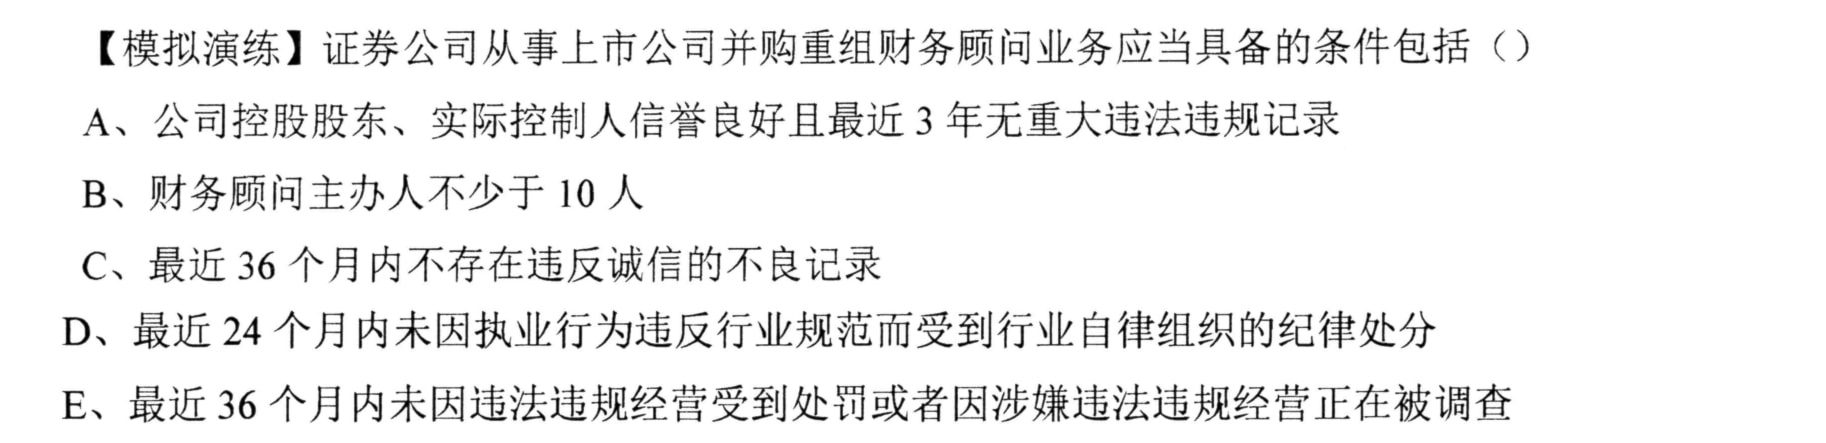 【模拟演练】证券公司从事上市公司并购重组财务顾问业务应当具备的条件包括（）
A、公司控股股东、实际控制人信誉良好且最近 3 年无重大违法违规记录
B、财务顾问主办人不少于 10 人
C、最近 36 个月内不存在违反诚信的不良记录
D、最近 24 个月内未因执业行为违反行业规范而受到行业自律组织的纪律处分
E、最近 36 个月内未因违法违规经营受到处罚或者因涉嫌违法违规经营正在被调查